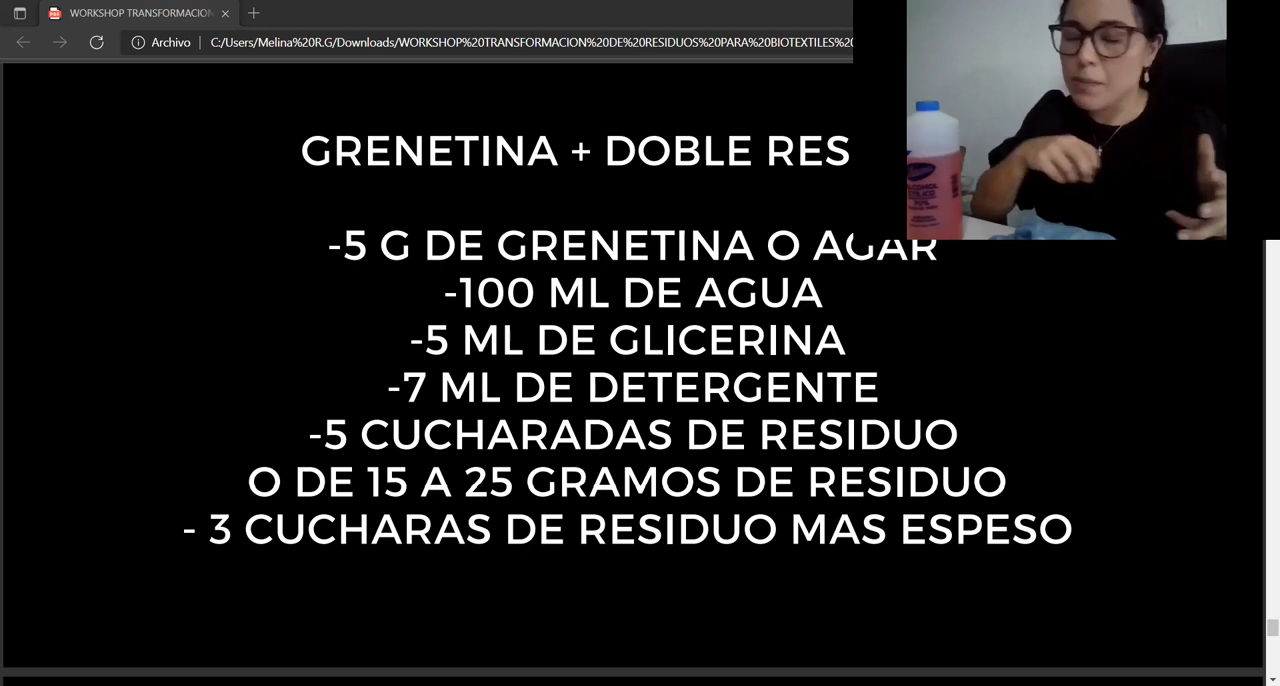 WORKSHOP TRANSFORMACION
Archivo
C:/Users/Melina%20R.G/Downloads/WORKSHOP%20TRANSFORMACION%20DE%20RESIDUOS%20PARA%20BIOTEXTILES%20
GRENETINA + DOBLE RES
-5 G DE GRENETINA O AGAR
-100 ML DE AGUA
-5 ML DE GLICERINA
-7 ML DE DETERGENTE
-5 CUCHARADAS DE RESIDUO
O DE 15 A 25 GRAMOS DE RESIDUO
- 3 CUCHARAS DE RESIDUO MAS ESPESO